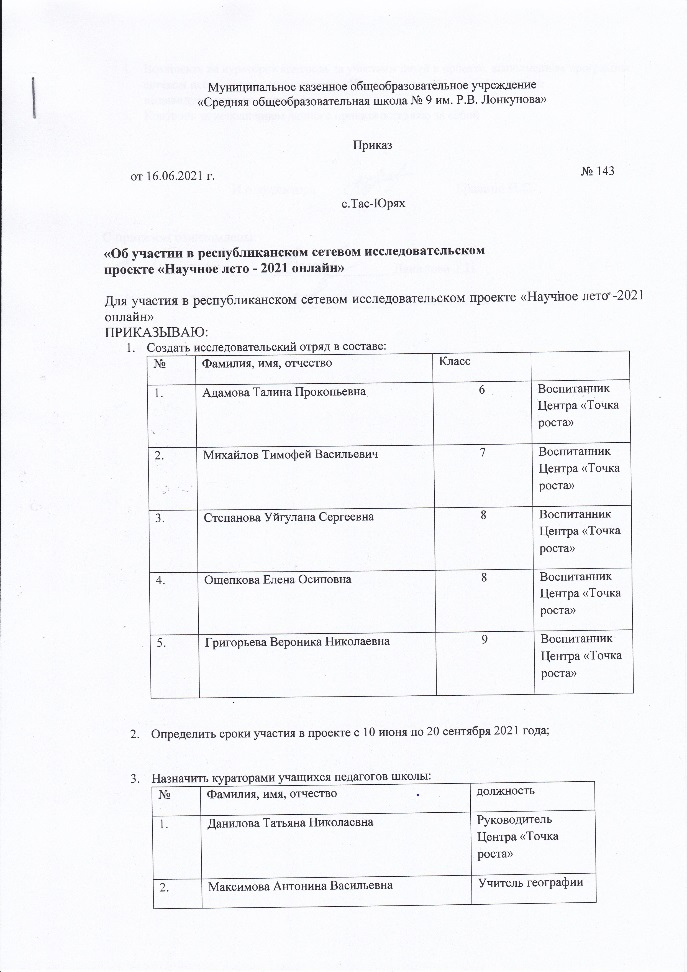 Муниципальное казенное общеобразовательное учреждение
«Средняя общеобразовательная школа № 9 им. Р.В. Лонкунова»
Приказ
от 16.06.2021 г. № 143
с.Тас-Юрях
«Об участии в республиканском сетевом исследовательском
проекте «Научное лето - 2021 онлайн»
Для участия в республиканском сетевом исследовательском проекте «Научное лето -2021
онлайн»
ПРИКАЗЫВАЮ:
1. Создать исследовательский отряд в составе:
№ Фамилия, имя, отчество Класс
1. Адамова Талина Прокопьевна 6 Воспитанник
Центра «Точка
роста»
2. Михайлов Тимофей Васильевич 7 Воспитанник
Центра «Точка
роста»
3. Степанова Уйгулана Сергеевна 8 Воспитанник
Центра «Точка
роста»
4. Ощепкова Елена Осиповна 8 Воспитанник
Центра «Точка
роста»
5. Григорьева Вероника Николаевна 9 Воспитанник
Центра «Точка
роста»
2. Определить сроки участия в проекте с 10 июня по 20 сентября 2021 года;
3. Назначить кураторами учащихся педагогов школы:
№ Фамилия, имя, отчество должность
1. Данилова Татьяна Николаевна Руководитель
Центра «Точка
роста»
2. Максимова Антонина Васильевна Учитель географии